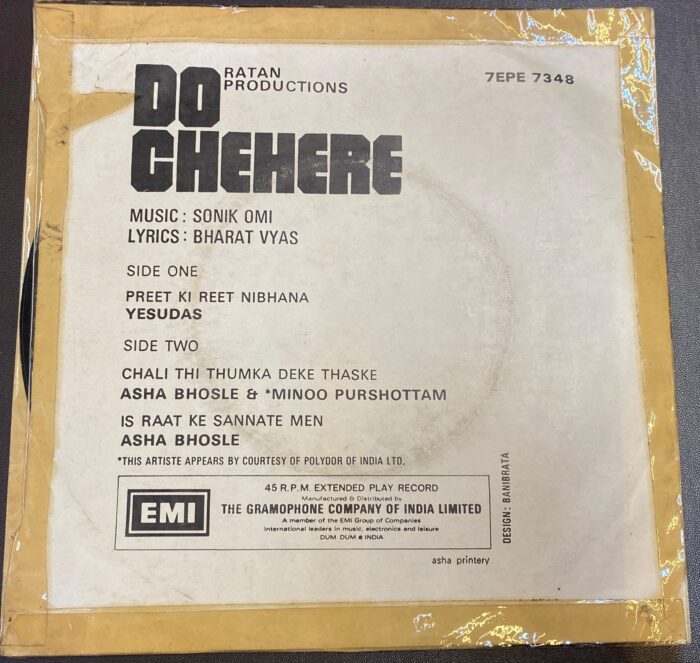 RATAN
PRODUCTIONS
7EPE 7348
DO
CHEHERE
MUSIC : SONIK OMI
LYRICS : BHARAT VYAS
SIDE ONE
PREET KI REET NIBHANA
YESUDAS
SIDE TWO
CHALI THI THUMKA DEKE THASKE
ASHA BHOSLE & *MINOO PURSHOTTAM
IS RAAT KE SANNATE MEN
ASHA BHOSLE
*THIS ARTISTE APPEARS BY COURTESY OF POLYDOR OF INDIA LTD.
EMI
45 R.P.M. EXTENDED PLAY RECORD
Manufactured & Distributed by
THE GRAMOPHONE COMPANY OF INDIA LIMITED
A member of the EMI Group of Companies
International leaders in music, electronics and leisure
DUM DUM ● INDIA
DESIGN: BANIBRATA
asha printery